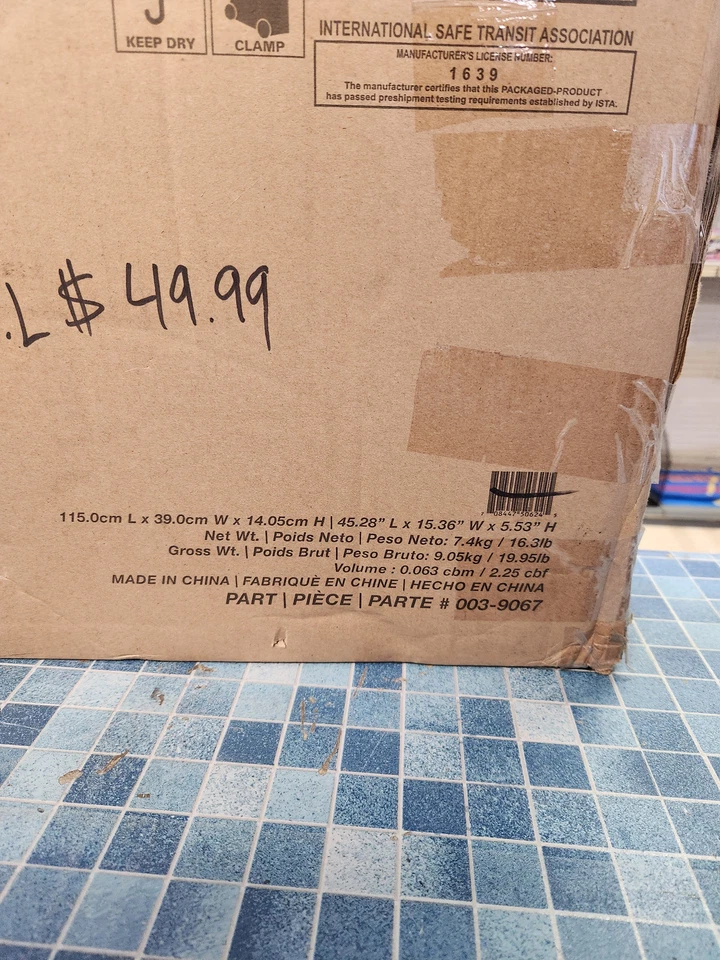 KEEP DRY
CLAMP
INTERNATIONAL SAFE TRANSIT ASSOCIATION
MANUFACTURER'S LICENSE NUMBER:
1639
The manufacturer certifies that this PACKAGED-PRODUCT
has passed preshipment testing requirements established by ISTA.
.L $ 49.99
115.0cm L x 39.0cm W x 14.05cm H | 45.28” L x 15.36” W x 5.53” H
Net Wt. | Poids Neto | Peso Neto: 7.4kg / 16.3lb
Gross Wt. | Poids Brut | Peso Bruto: 9.05kg / 19.95lb
Volume : 0.063 cbm / 2.25 cbf
MADE IN CHINA | FABRIQUÈ EN CHINE | HECHO EN CHINA
PART | PIÈCE | PARTE # 003-9067